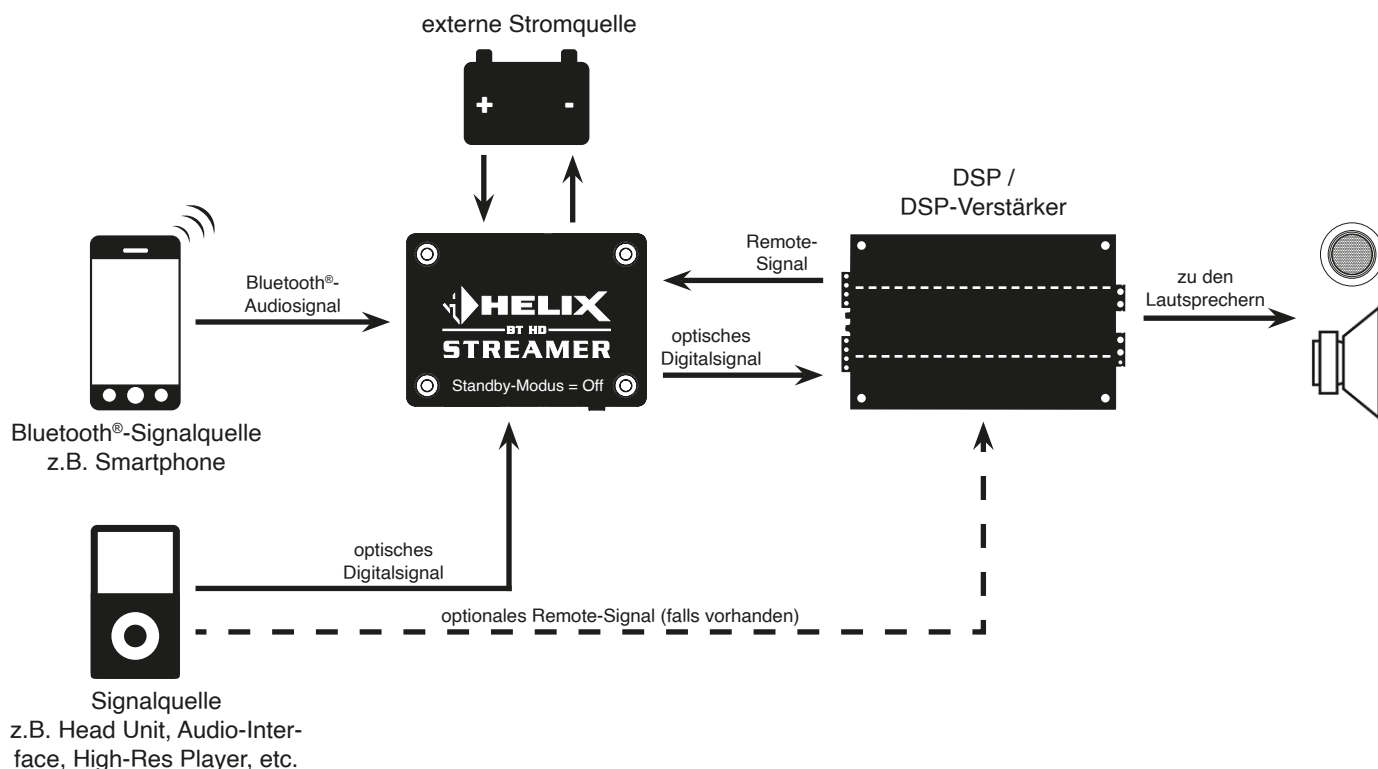 externe Stromquelle
+ -
DSP /
DSP-Verstärker
Remote-
Signal
zu den
Lautsprechern
Bluetooth®-
Audiosignal
HELIX
BT HD
STREAMER
Standby-Modus = Off
optisches
Digitalsignal
Bluetooth®-Signalquelle
z.B. Smartphone
optisches
Digitalsignal
optionales Remote-Signal (falls vorhanden)
Signalquelle
z.B. Head Unit, Audio-Inter-
face, High-Res Player, etc.